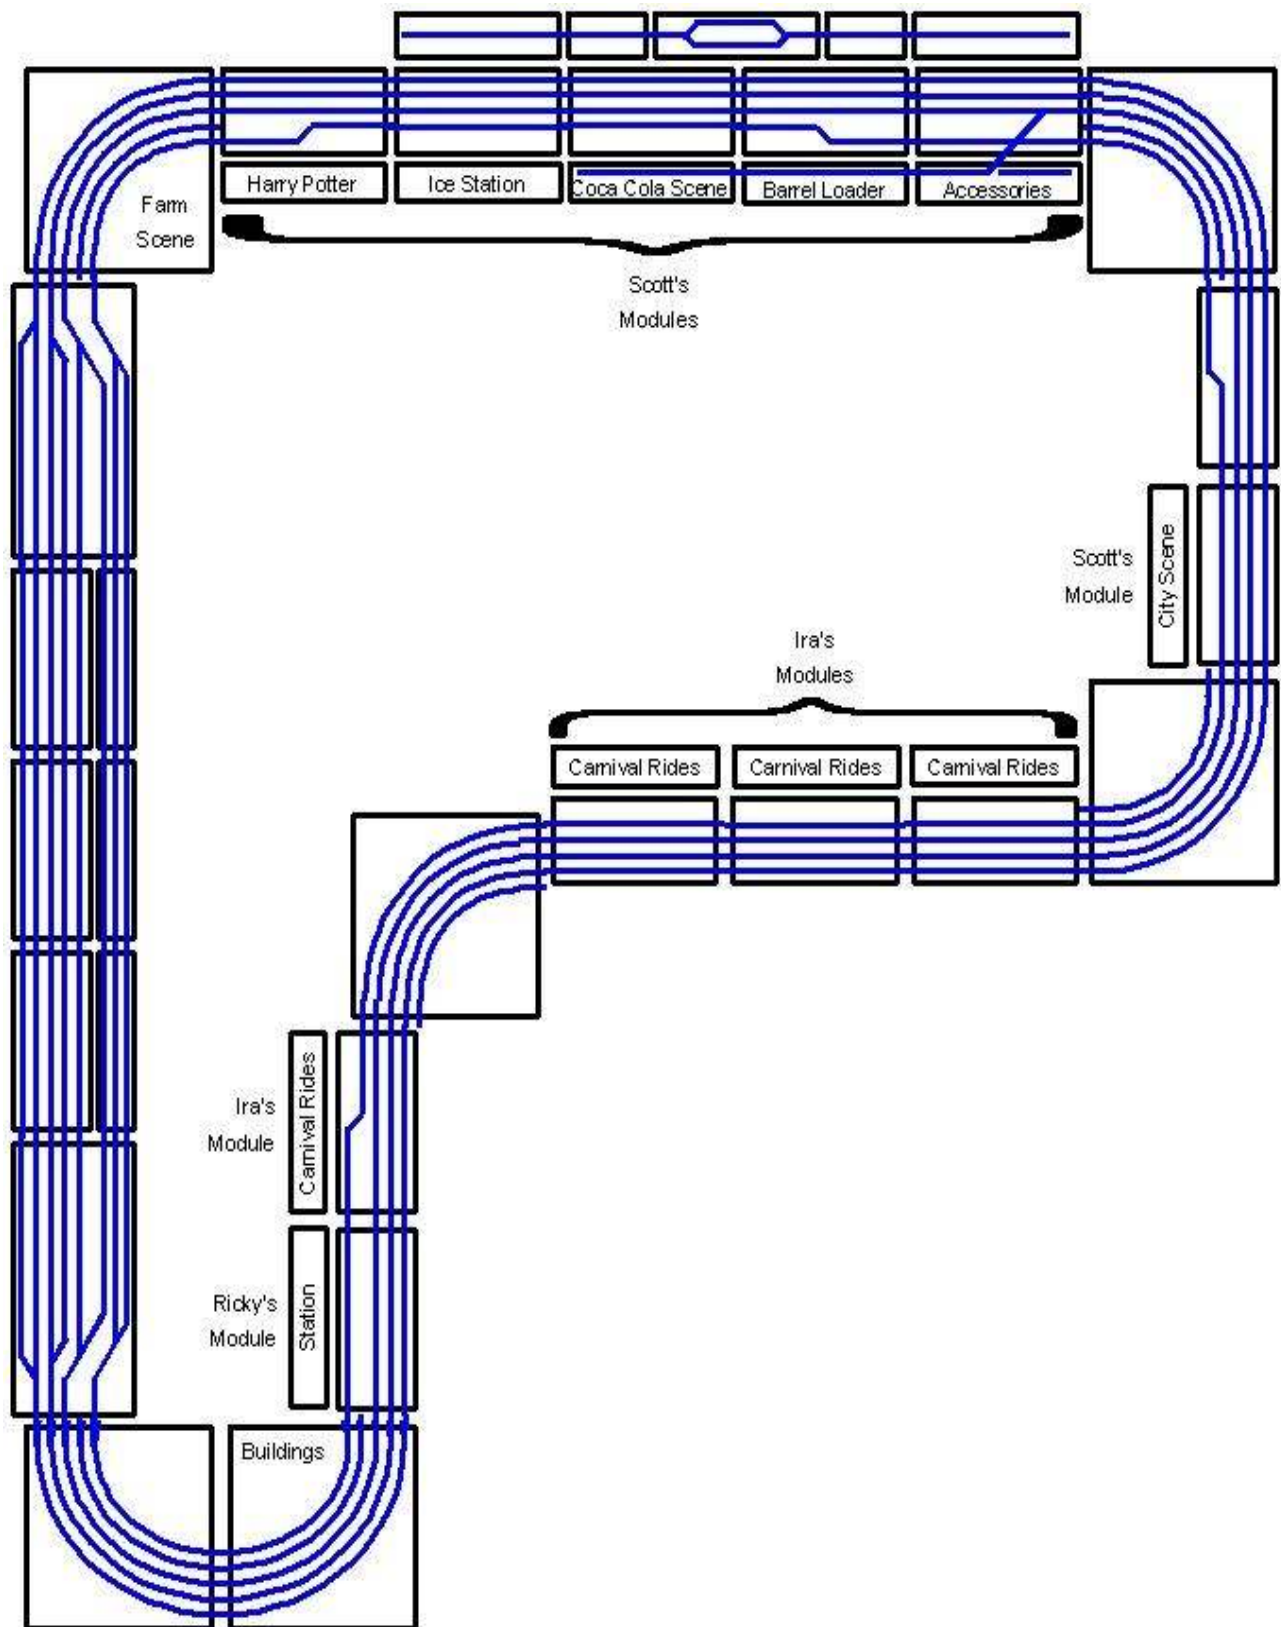 Harry Potter
Ice Station
Coca Cola Scene
Barrel Loader
Accessories
Farm
Scene
Scott's
Modules
Scott's
Module
City Scene
Ira's
Modules
Carnival Rides
Carnival Rides
Carnival Rides
Ira's
Module
Carnival Rides
Ricky's
Module
Station
Buildings